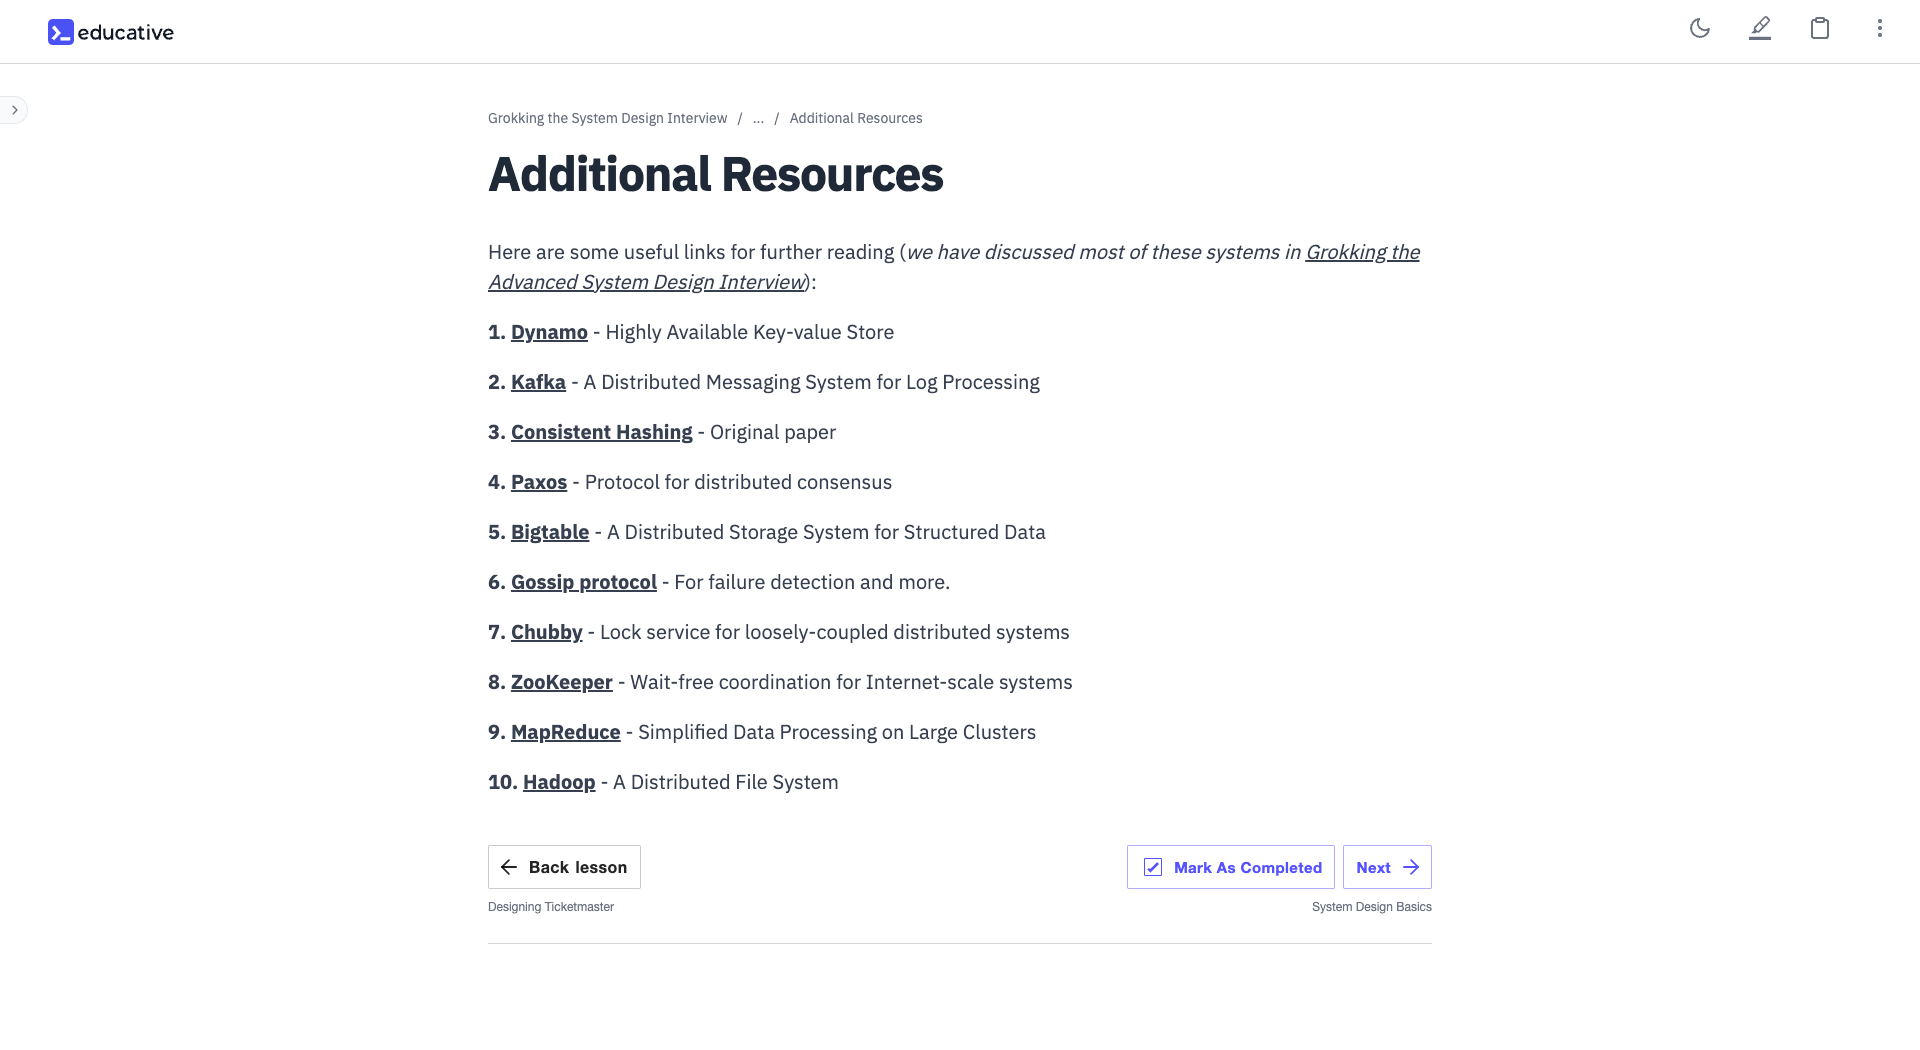 educative
Grokking the System Design Interview / ... / Additional Resources
Additional Resources
Here are some useful links for further reading (we have discussed most of these systems in Grokking the
Advanced System Design Interview):
1. Dynamo - Highly Available Key-value Store
2. Kafka - A Distributed Messaging System for Log Processing
3. Consistent Hashing - Original paper
4. Paxos - Protocol for distributed consensus
5. Bigtable - A Distributed Storage System for Structured Data
6. Gossip protocol - For failure detection and more.
7. Chubby - Lock service for loosely-coupled distributed systems
8. ZooKeeper - Wait-free coordination for Internet-scale systems
9. MapReduce - Simplified Data Processing on Large Clusters
10. Hadoop - A Distributed File System
Back lesson Mark As Completed Next
Designing Ticketmaster System Design Basics